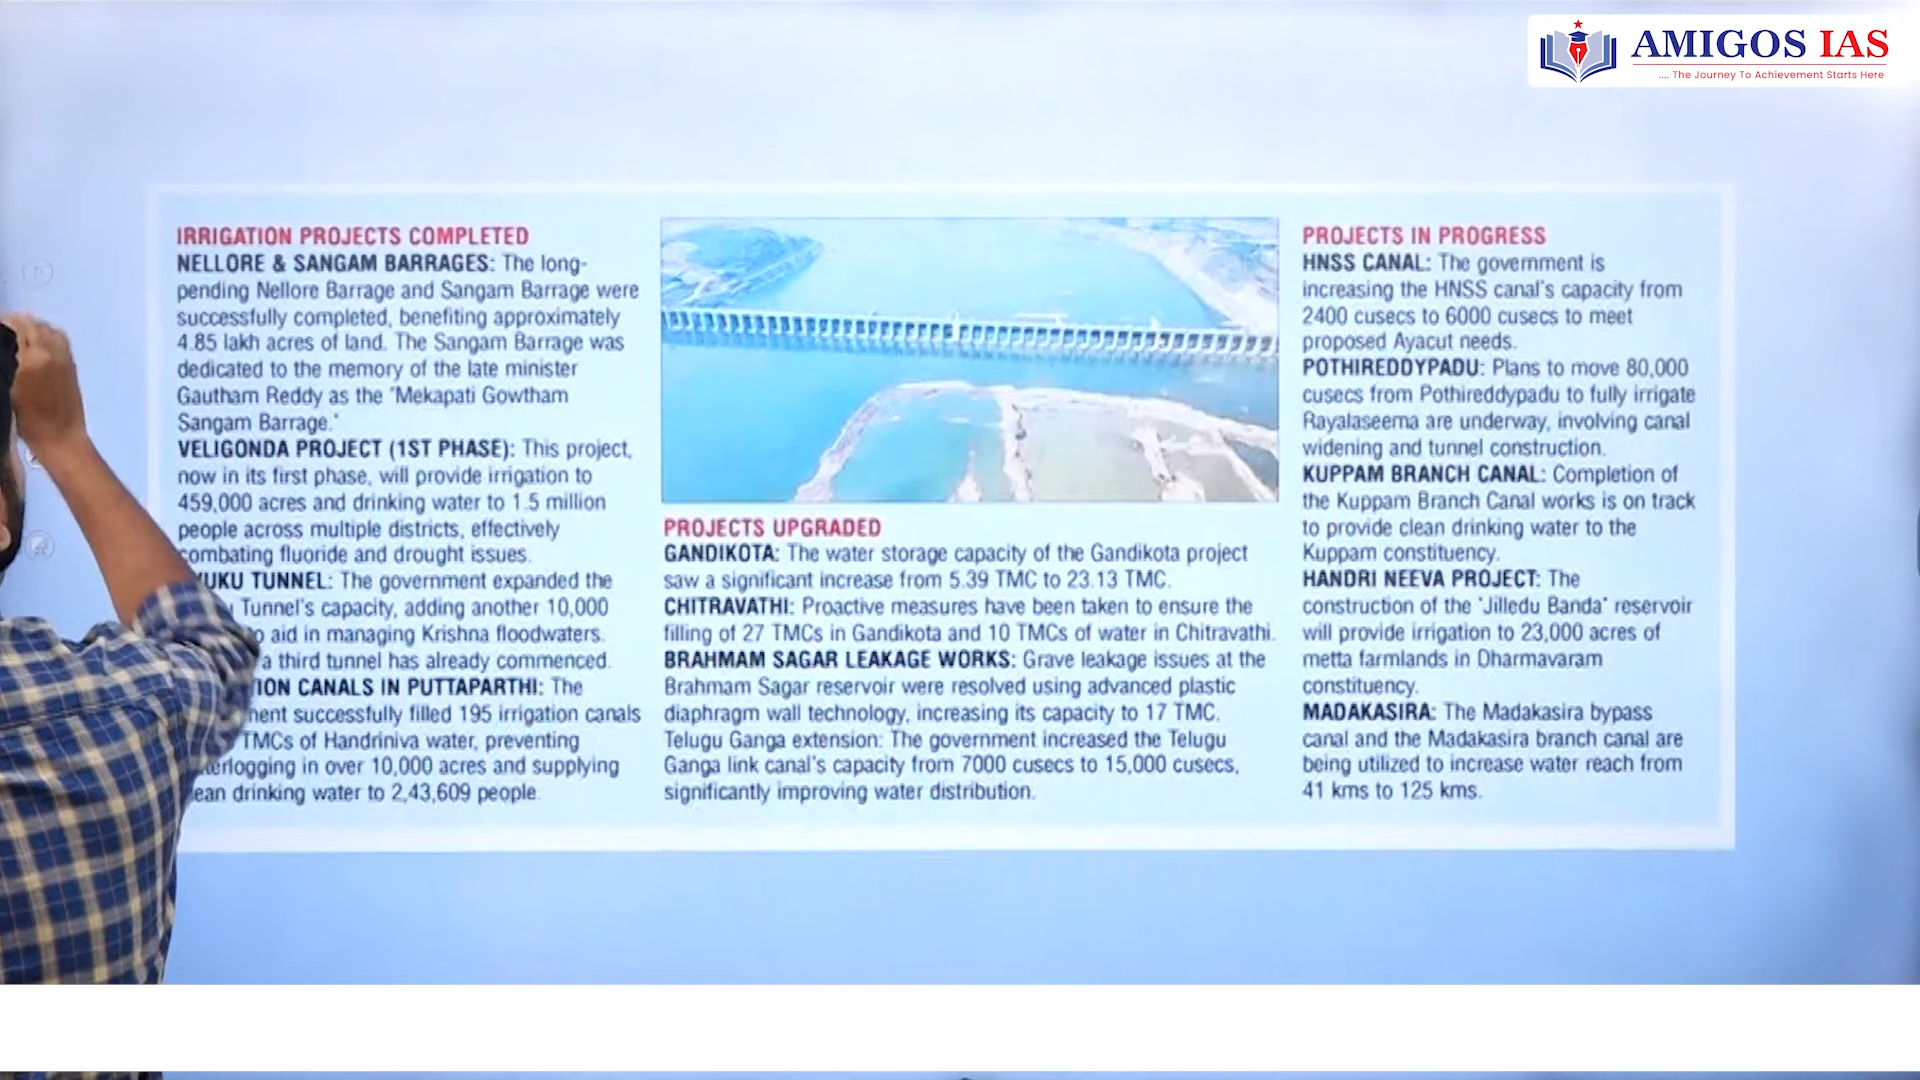 AMIGOS IAS
.... The Journey To Achievement Starts Here
IRRIGATION PROJECTS COMPLETED
NELLORE & SANGAM BARRAGES: The long-
pending Nellore Barrage and Sangam Barrage were
successfully completed, benefiting approximately
4.85 lakh acres of land. The Sangam Barrage was
dedicated to the memory of the late minister
Gautham Reddy as the "Mekapati Gowtham
Sangam Barrage."
VELIGONDA PROJECT (1ST PHASE): This project,
now in its first phase, will provide irrigation to
459,000 acres and drinking water to 1.5 million
people across multiple districts, effectively
combating fluoride and drought issues.
TUNNEL: The government expanded the
Tunnel's capacity, adding another 10,000
aid in managing Krishna floodwaters.
a third tunnel has already commenced.
CANALS IN PUTTAPARTHI: The
successfully filled 195 irrigation canals
TMCs of Handriniva water, preventing
in over 10,000 acres and supplying
drinking water to 2,43,609 people.
PROJECTS UPGRADED
GANDIKOTA: The water storage capacity of the Gandikota project
saw a significant increase from 5.39 TMC to 23.13 TMC.
CHITRAVATHI: Proactive measures have been taken to ensure the
filling of 27 TMCs in Gandikota and 10 TMCs of water in Chitravathi.
BRAHMAM SAGAR LEAKAGE WORKS: Grave leakage issues at the
Brahmam Sagar reservoir were resolved using advanced plastic
diaphragm wall technology, increasing its capacity to 17 TMC.
Telugu Ganga extension: The government increased the Telugu
Ganga link canal's capacity from 7000 cusecs to 15,000 cusecs,
significantly improving water distribution.
PROJECTS IN PROGRESS
HNSS CANAL: The government is
increasing the HNSS canal's capacity from
2400 cusecs to 6000 cusecs to meet
proposed Ayacut needs.
POTHIREDDYPADU: Plans to move 80,000
cusecs from Pothireddypadu to fully irrigate
Rayalaseema are underway, involving canal
widening and tunnel construction.
KUPPAM BRANCH CANAL: Completion of
the Kuppam Branch Canal works is on track
to provide clean drinking water to the
Kuppam constituency.
HANDRI NEEVA PROJECT: The
construction of the "Jilledu Banda" reservoir
will provide irrigation to 23,000 acres of
metta farmlands in Dharmavaram
constituency.
MADAKASIRA: The Madakasira bypass
canal and the Madakasira branch canal are
being utilized to increase water reach from
41 kms to 125 kms.